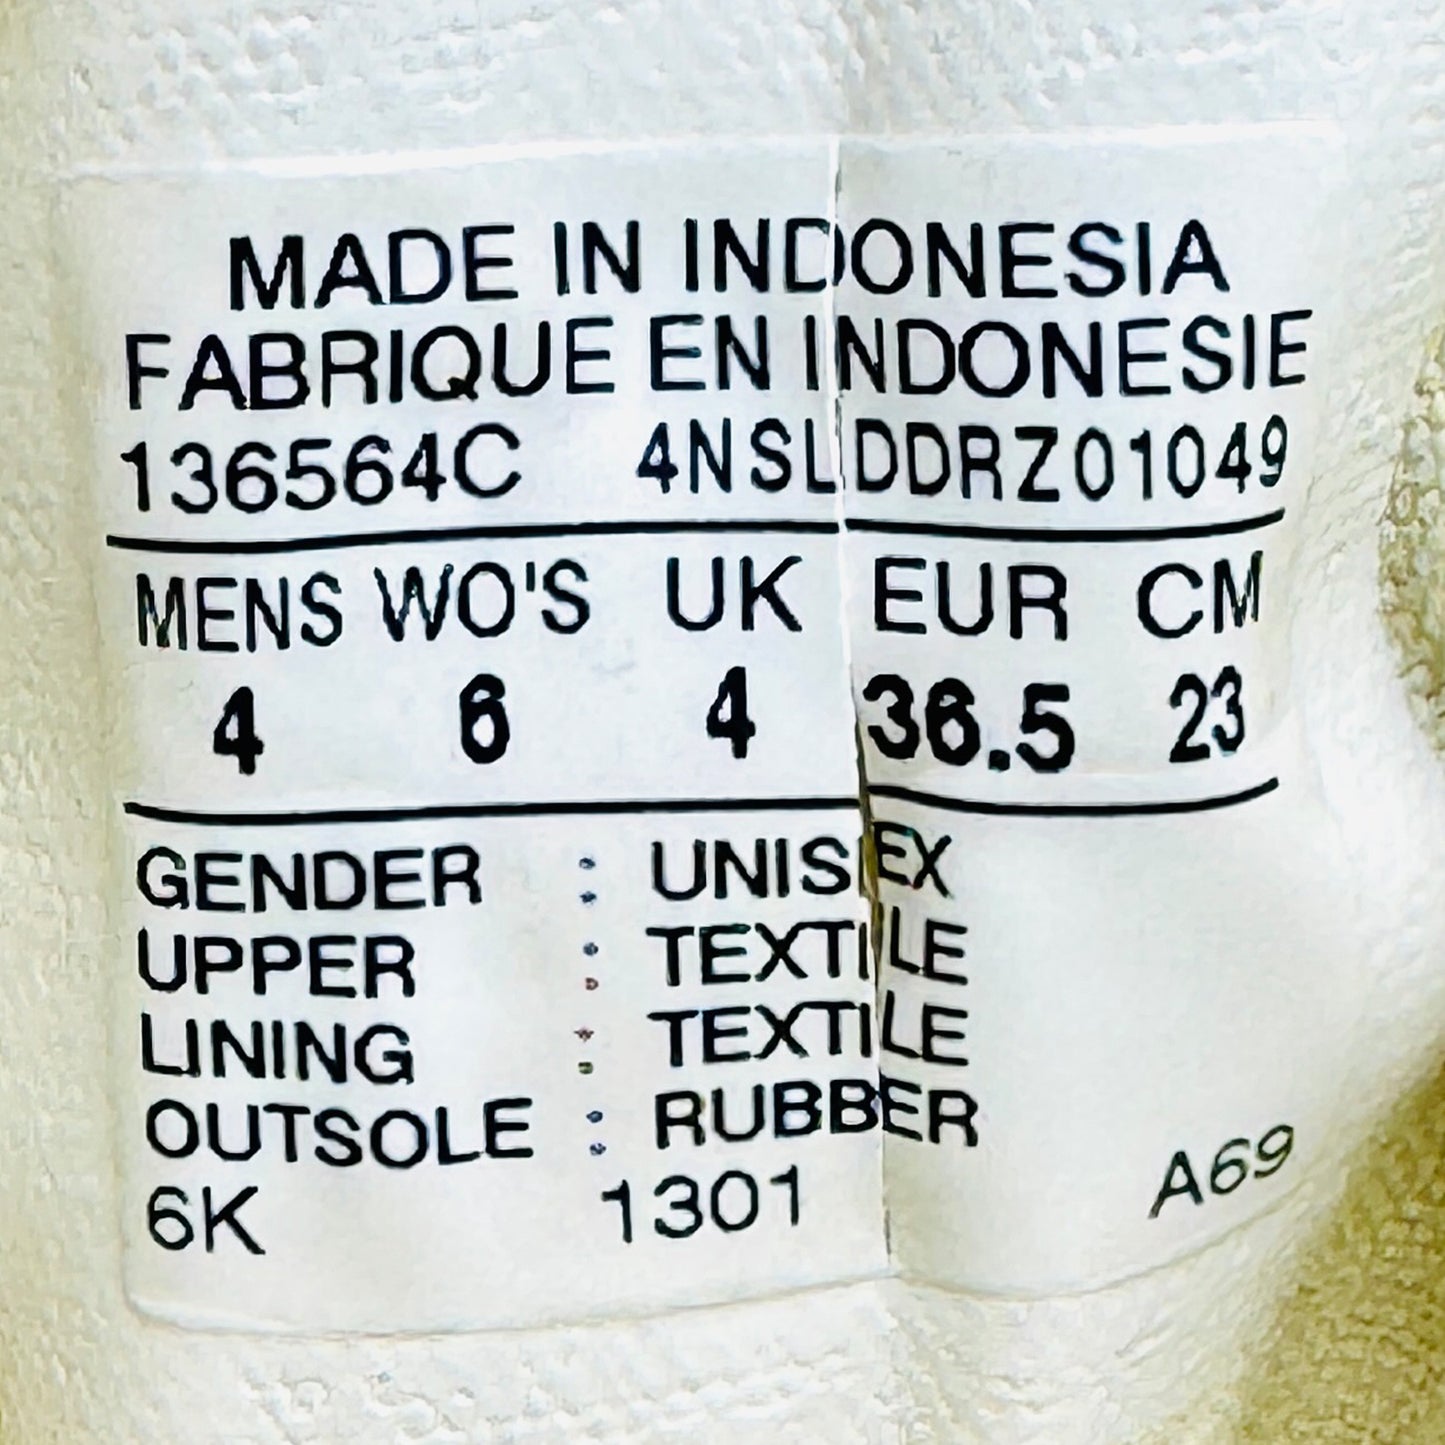 MADE IN INDONESIA
FABRIQUE EN INDONESIE
136564C 4NSLDDRZ01049
MENS WO'S UK EUR CM
4 6 4 36.5 23
GENDER : UNISEX
UPPER : TEXTILE
LINING : TEXTILE
OUTSOLE : RUBBER
6K 1301 A69